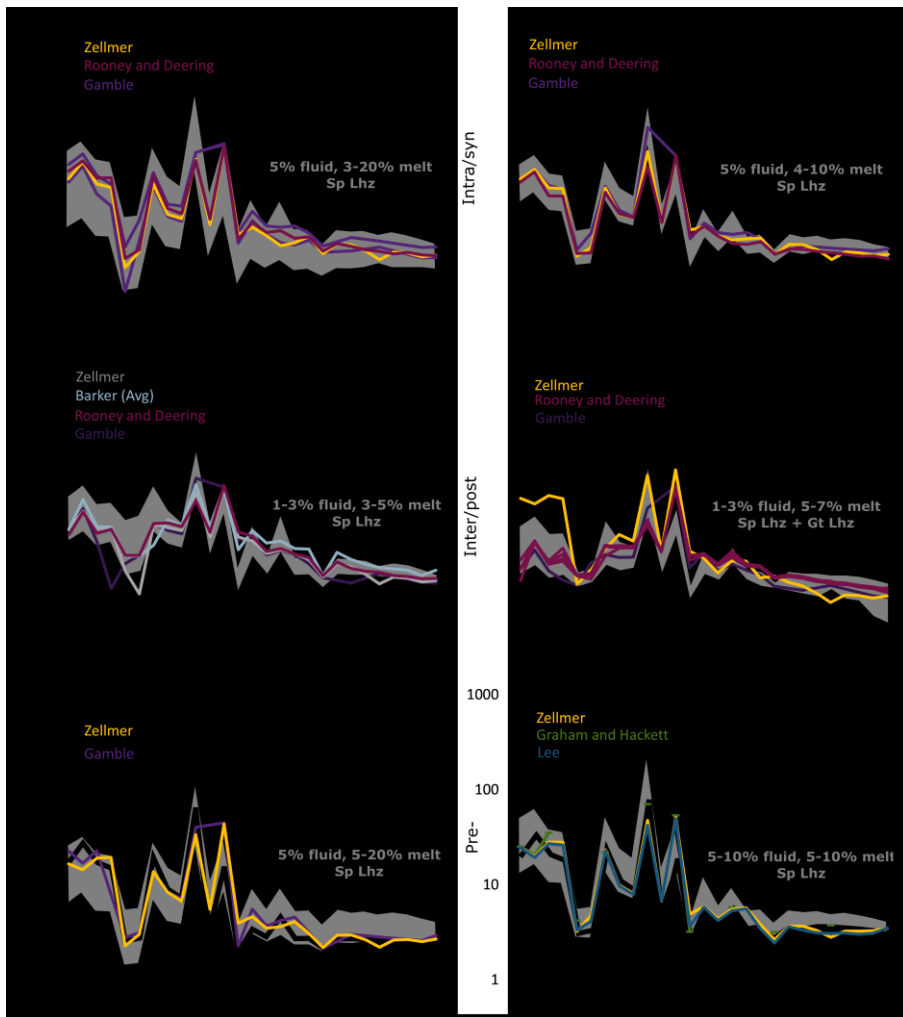 Zellmer
Rooney and Deering
Gamble
5% fluid, 3-20% melt
Sp Lhz
Intra/syn
Zellmer
Rooney and Deering
Gamble
5% fluid, 4-10% melt
Sp Lhz
Zellmer
Barker (Avg)
Rooney and Deering
Gamble
1-3% fluid, 3-5% melt
Sp Lhz
Inter/post
Zellmer
Rooney and Deering
Gamble
1-3% fluid, 5-7% melt
Sp Lhz + Gt Lhz
Zellmer
Gamble
5% fluid, 5-20% melt
Sp Lhz
Pre-
1000
100
10
1
Zellmer
Graham and Hackett
Lee
5-10% fluid, 5-10% melt
Sp Lhz